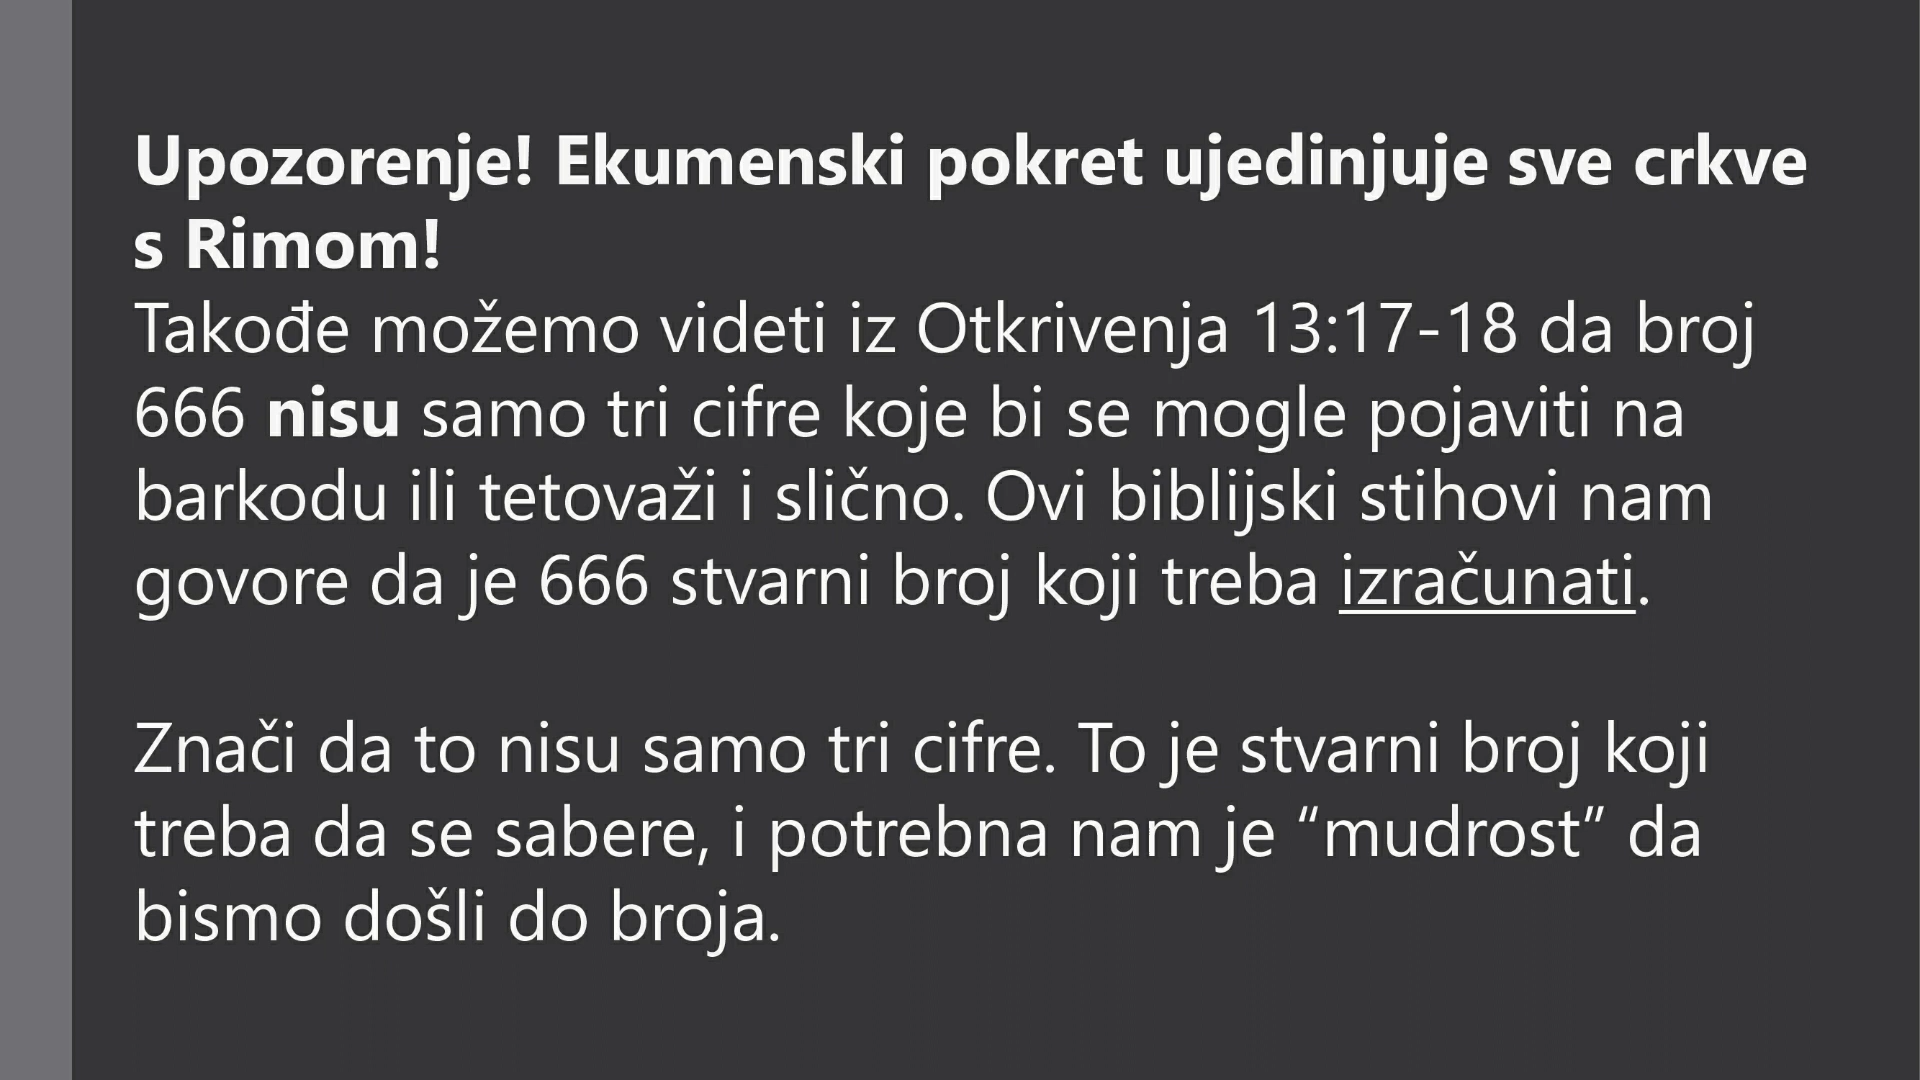 Upozorenje! Ekumenski pokret ujedinjuje sve crkve
s Rimom!
Takođe možemo videti iz Otkrivenja 13:17-18 da broj
666 nisu samo tri cifre koje bi se mogle pojaviti na
barkodu ili tetovaži i slično. Ovi biblijski stihovi nam
govore da je 666 stvarni broj koji treba izračunati.
Znači da to nisu samo tri cifre. To je stvarni broj koji
treba da se sabere, i potrebna nam je “mudrost” da
bismo došli do broja.